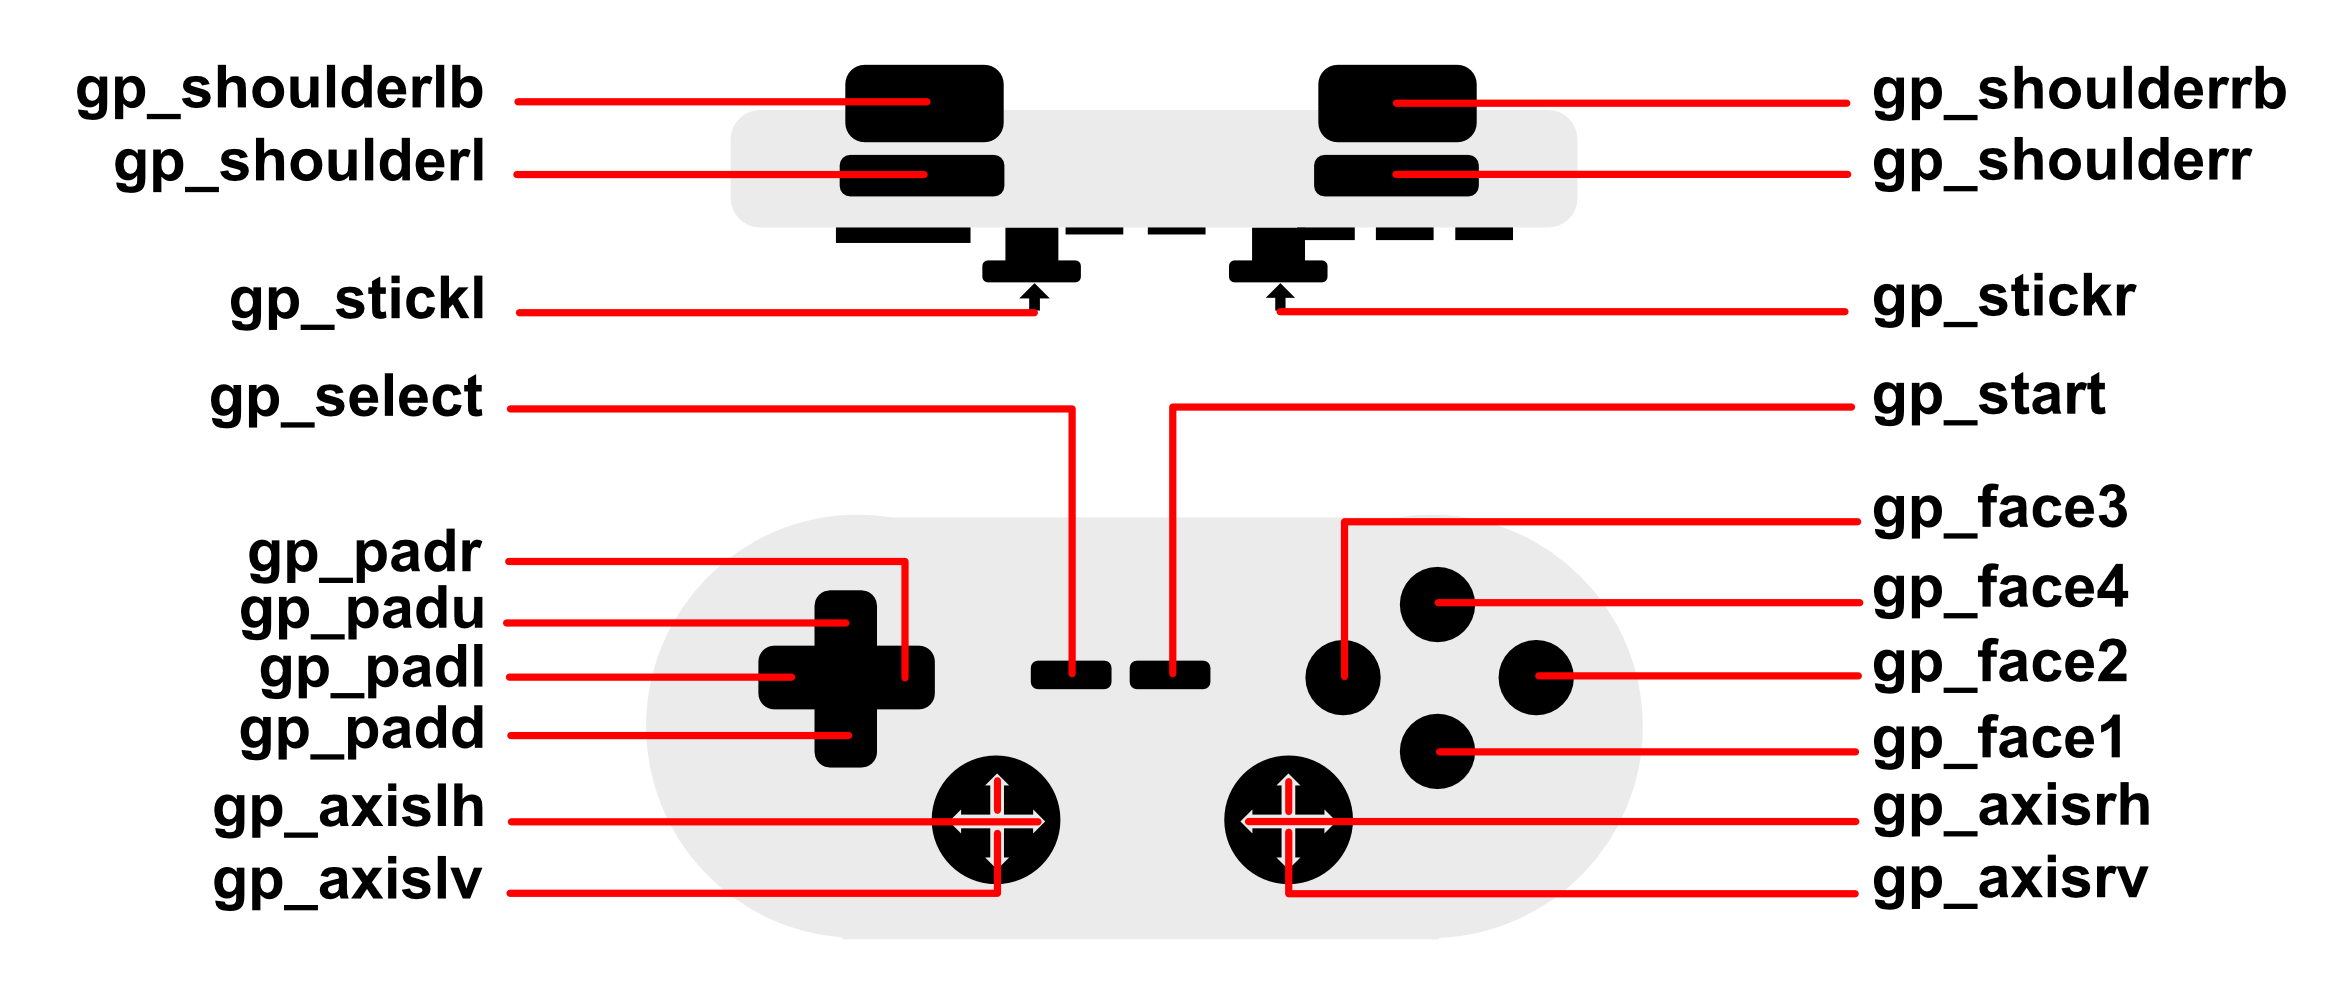 gp_shoulderlb
gp_shoulderl
gp_stickl
gp_select
gp_padr
gp_padu
gp_padl
gp_padd
gp_axislh
gp_axislv
gp_shoulderrb
gp_shoulderr
gp_stickr
gp_start
gp_face3
gp_face4
gp_face2
gp_face1
gp_axisrh
gp_axisrv